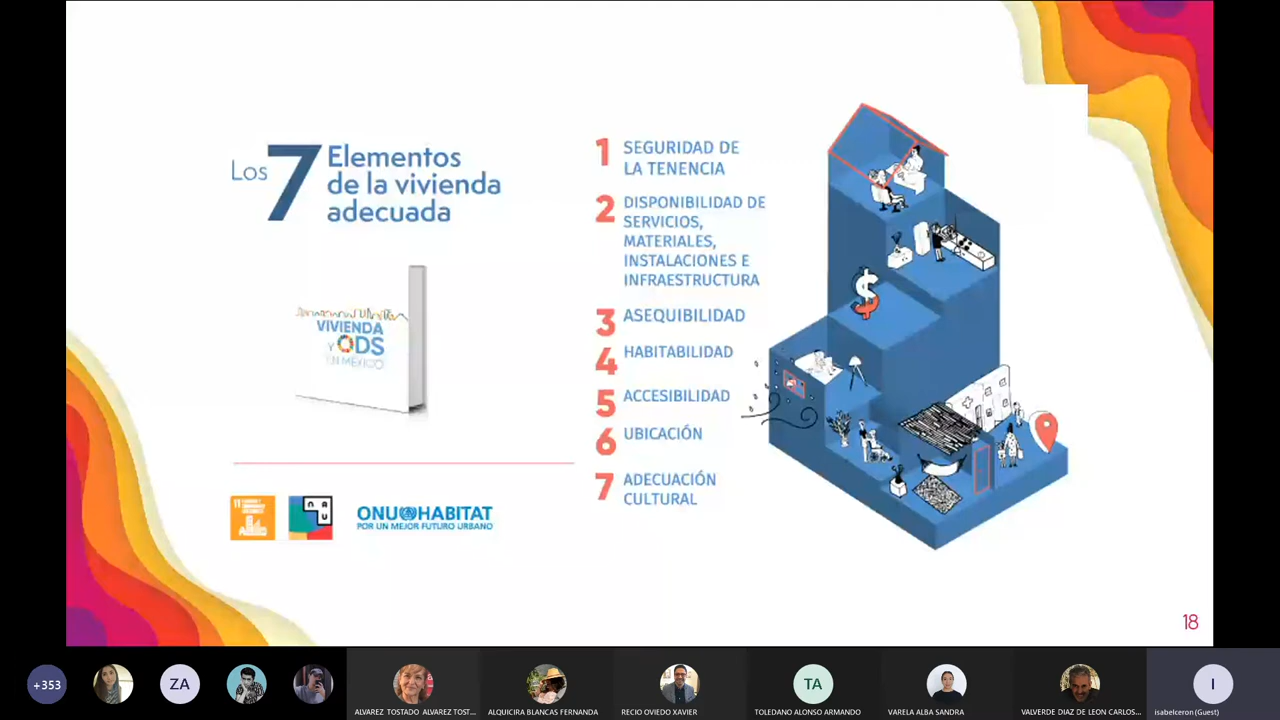 Los 7 Elementos
de la vivienda
adecuada
VIVIENDA
Y ODS
EN MÉXICO
ONU HABITAT
POR UN MEJOR FUTURO URBANO
1 SEGURIDAD DE
LA TENENCIA
2 DISPONIBILIDAD DE
SERVICIOS,
MATERIALES,
INSTALACIONES E
INFRAESTRUCTURA
3 ASEQUIBILIDAD
4 HABITABILIDAD
5 ACCESIBILIDAD
6 UBICACIÓN
7 ADECUACIÓN
CULTURAL
$
18
+353
ZA
TA
I
ALVAREZ TOSTADO ALVAREZ TOST...
ALQUICIRA BLANCAS FERNANDA
RECIO OVIEDO XAVIER
TOLEDANO ALONSO ARMANDO
VARELA ALBA SANDRA
VALVERDE DIAZ DE LEON CARLOS...
isabelceron (Guest)